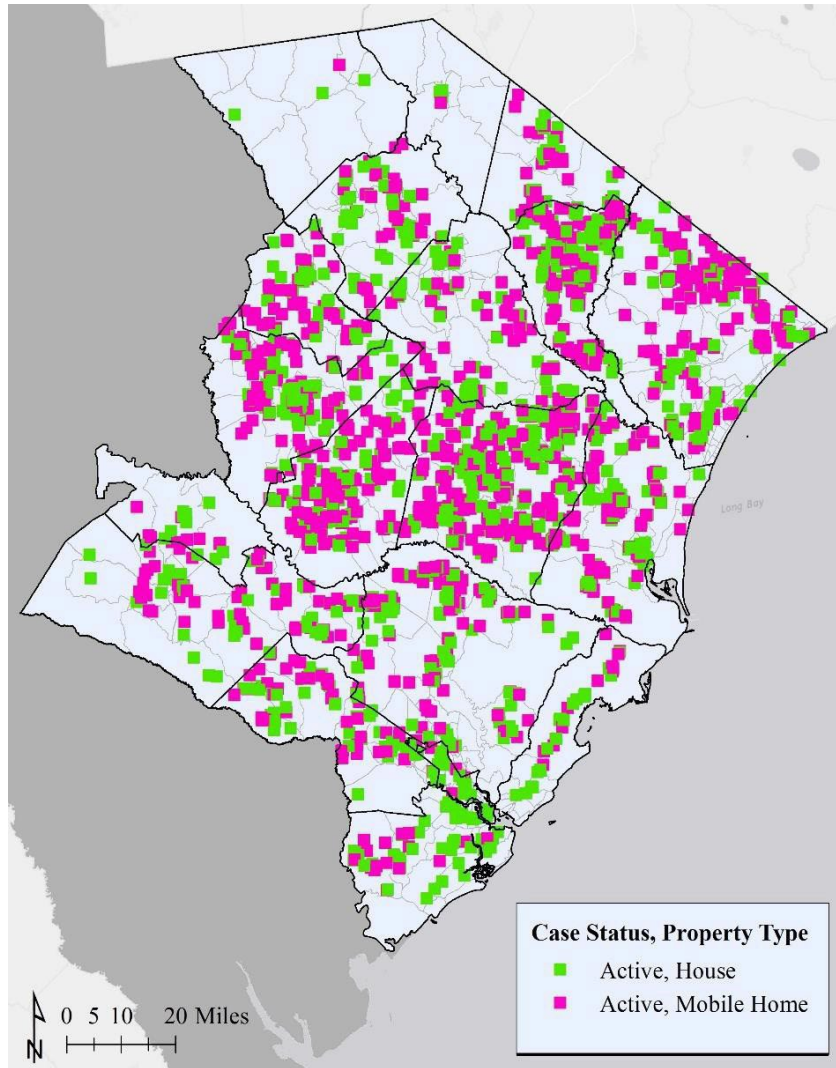 Long Bay
Case Status, Property Type
Active, House
Active, Mobile Home
0 5 10 20 Miles
N